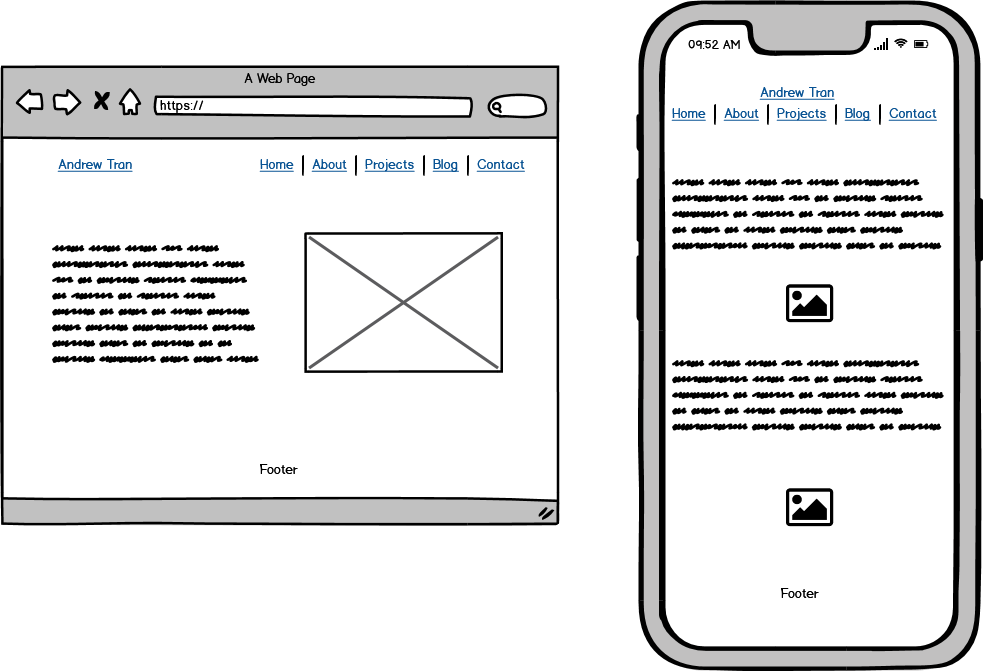 A Web Page
https://
Andrew Tran Home About Projects Blog Contact
Footer
09:52 AM
Andrew Tran
Home About Projects Blog Contact
Footer